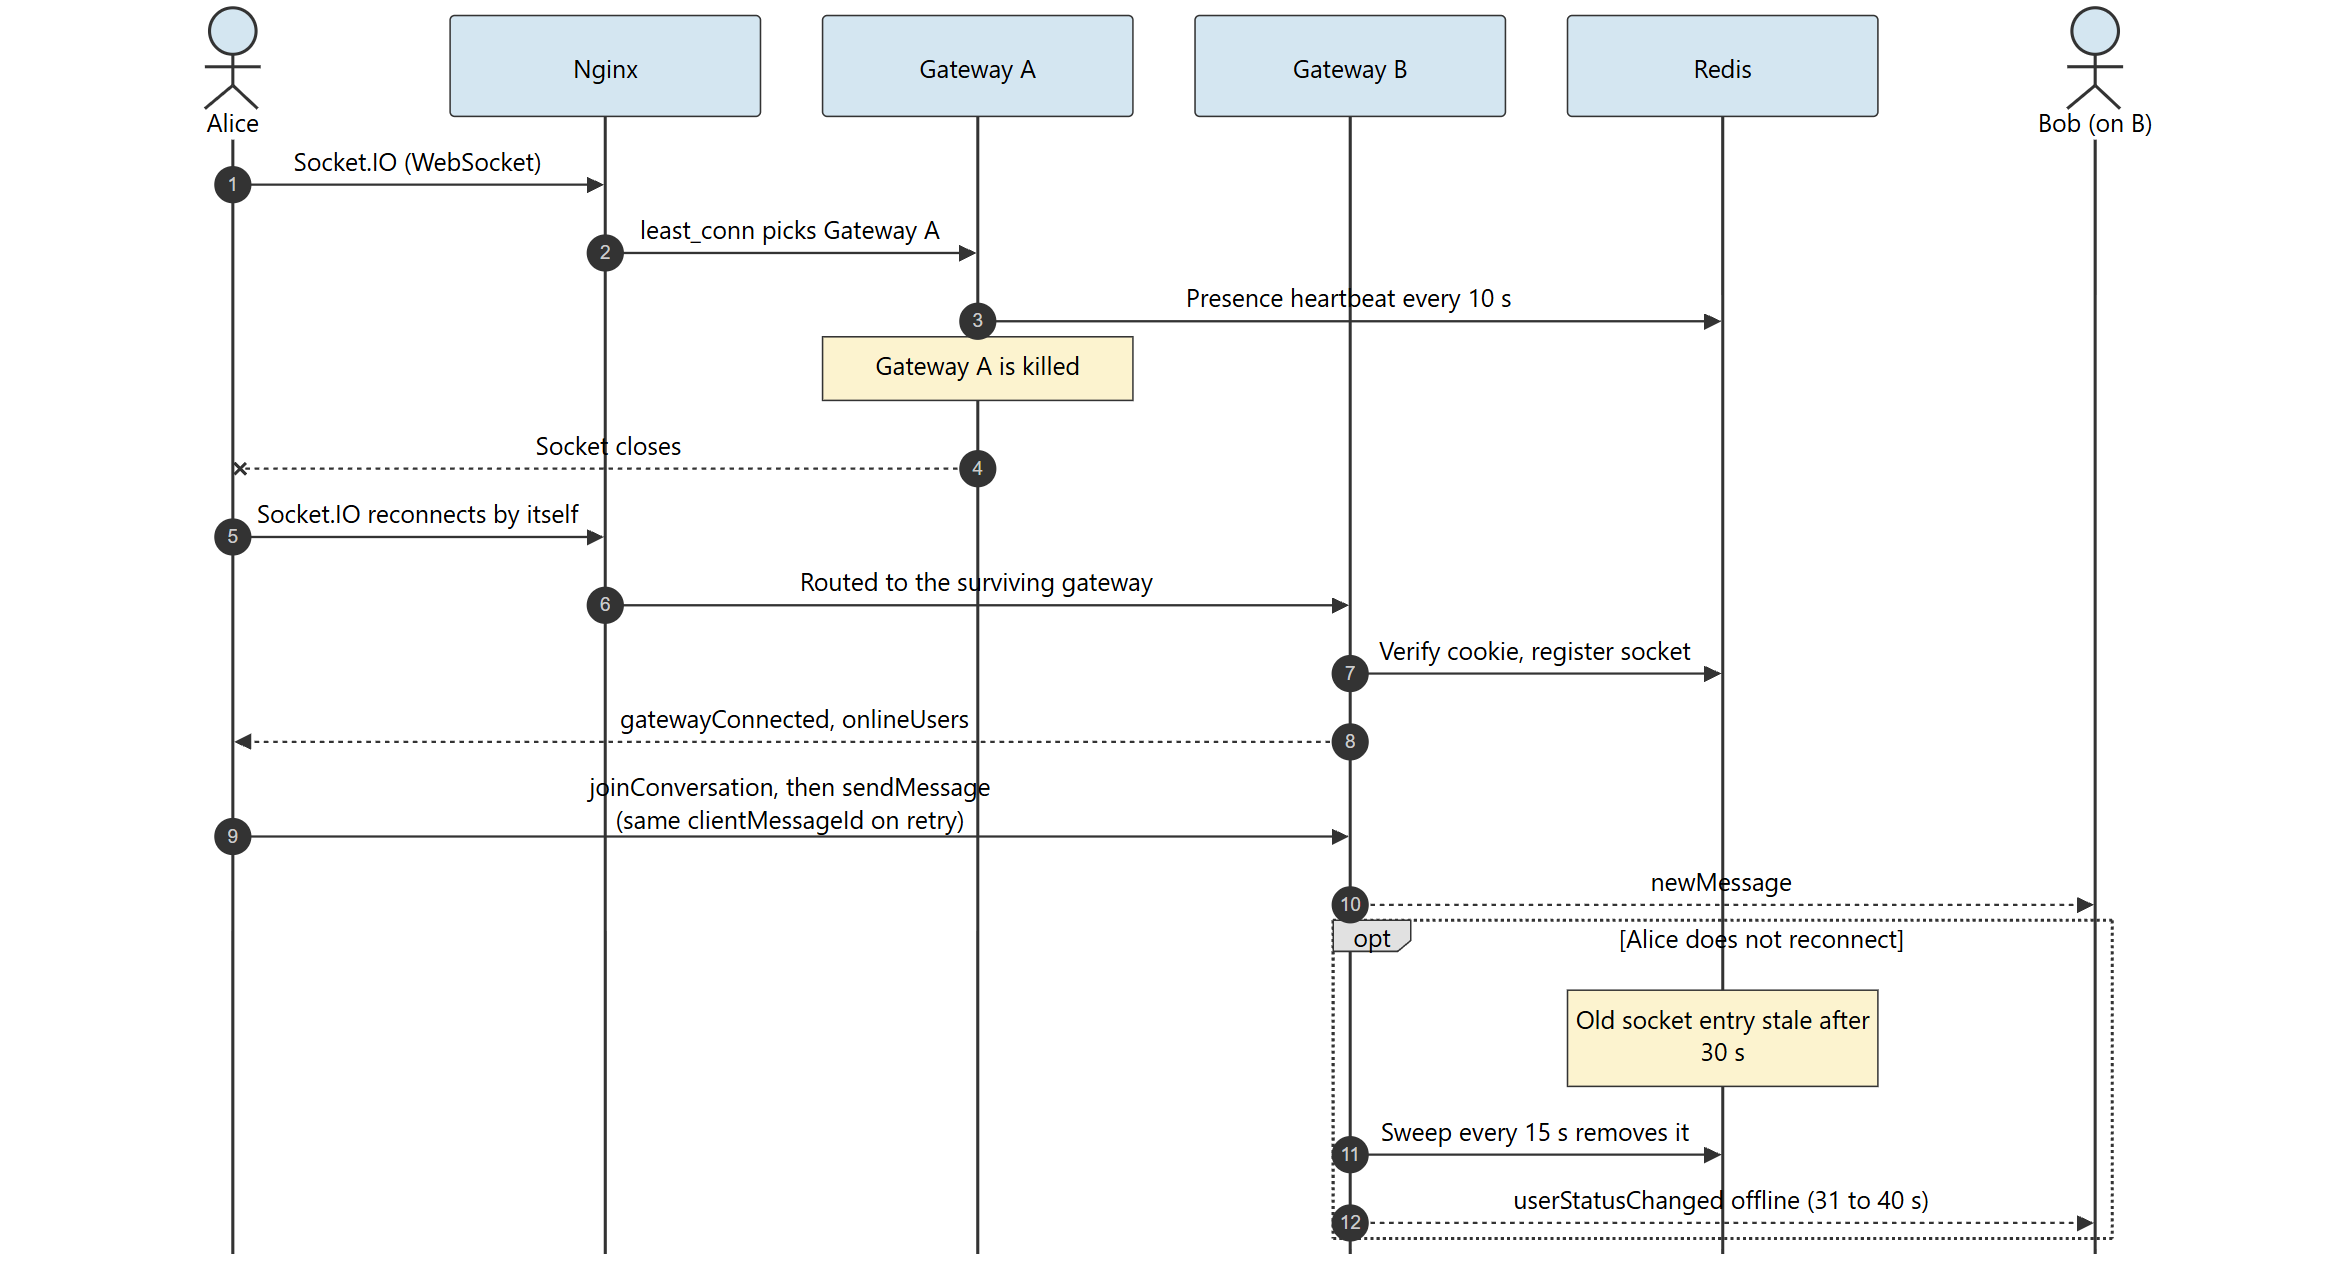 Alice
Nginx
Gateway A
Gateway B
Redis
Bob (on B)
Socket.IO (WebSocket)
1
least_conn picks Gateway A
2
Presence heartbeat every 10 s
3
Gateway A is killed
Socket closes
4
Socket.IO reconnects by itself
5
Routed to the surviving gateway
6
Verify cookie, register socket
7
gatewayConnected, onlineUsers
8
joinConversation, then sendMessage
(same clientMessageId on retry)
9
newMessage
10
opt
[Alice does not reconnect]
Old socket entry stale after
30 s
Sweep every 15 s removes it
11
userStatusChanged offline (31 to 40 s)
12